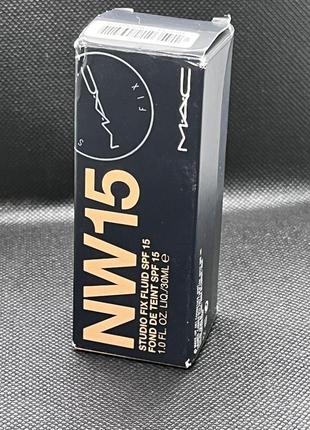 S FIX
MAC
NW15
STUDIO FIX FLUID SPF 15
FOND DE TEINT SPF 15
1.0 FL. OZ. LIQ./30ML ℮